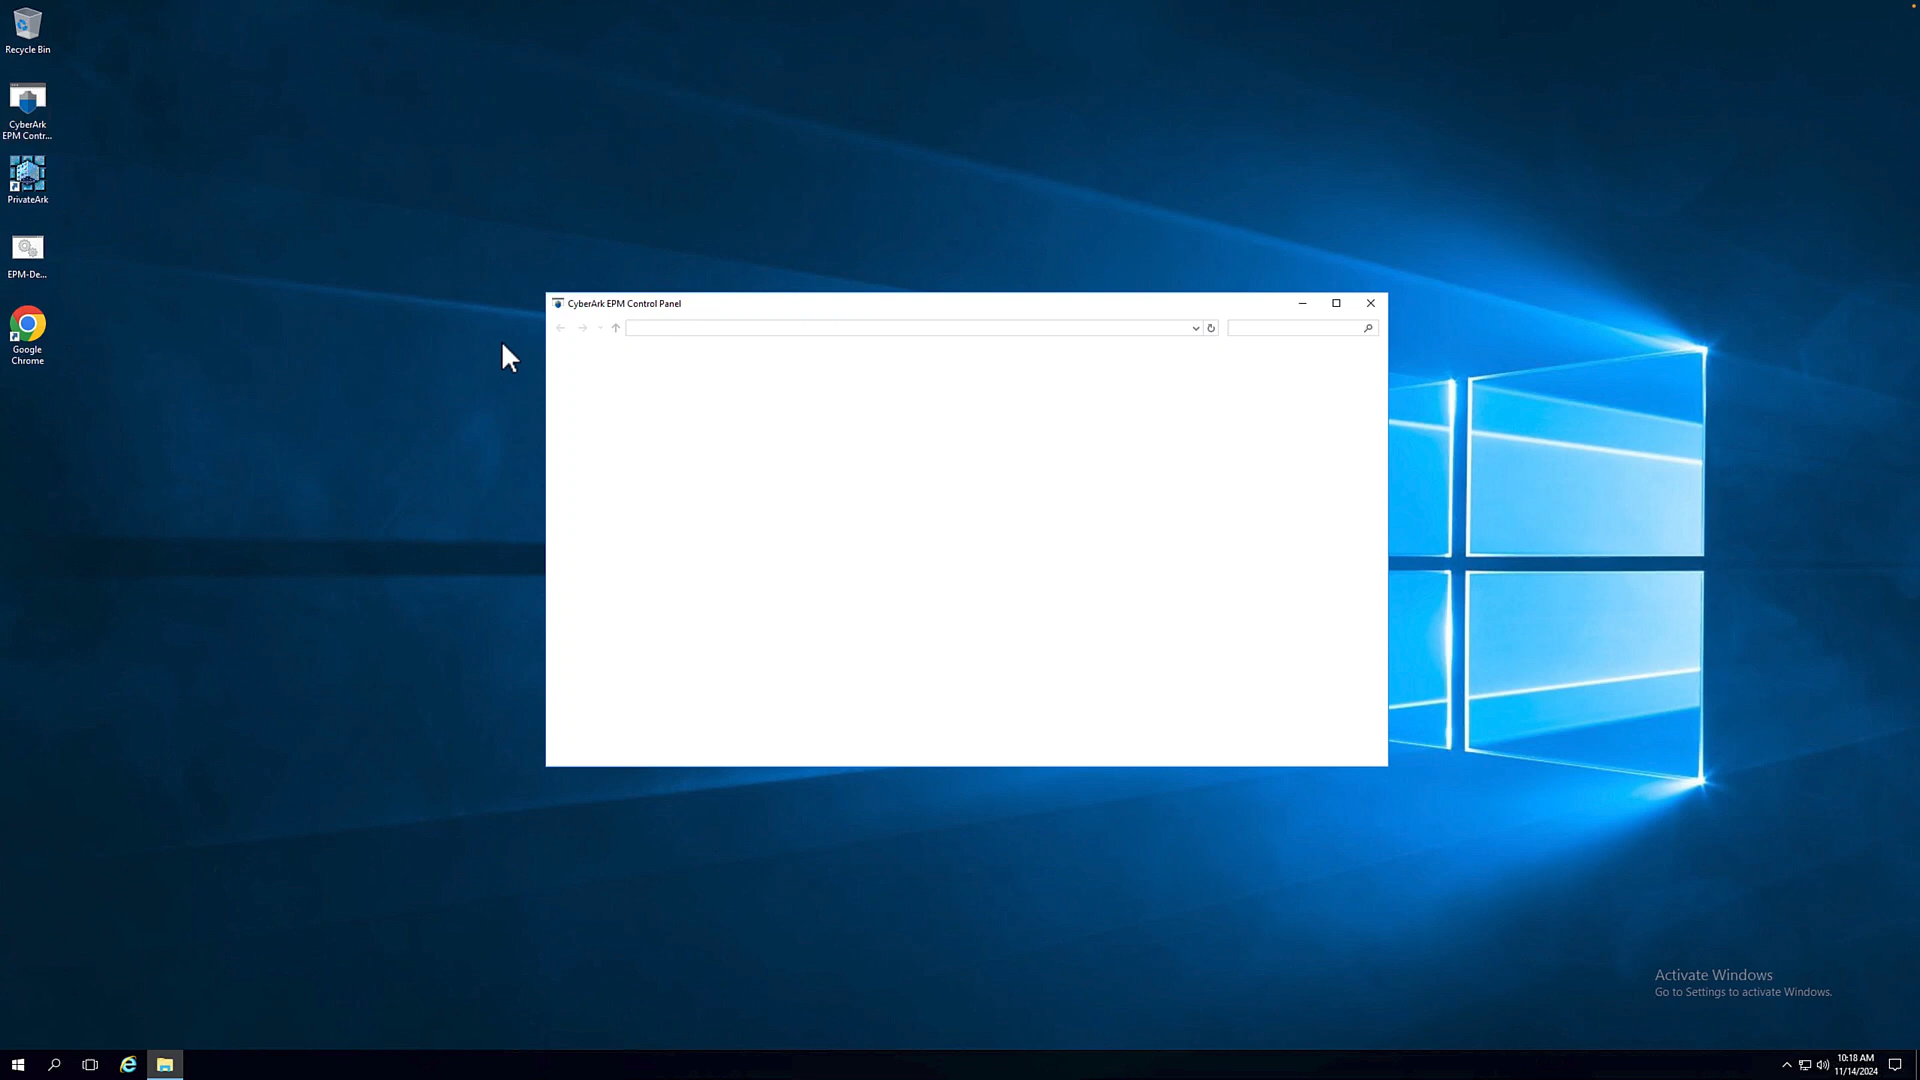 Recycle Bin
CyberArk
EPM Contr...
PrivateArk
EPM-De...
Google
Chrome
CyberArk EPM Control Panel
Activate Windows
Go to Settings to activate Windows.
10:18 AM
11/14/2024